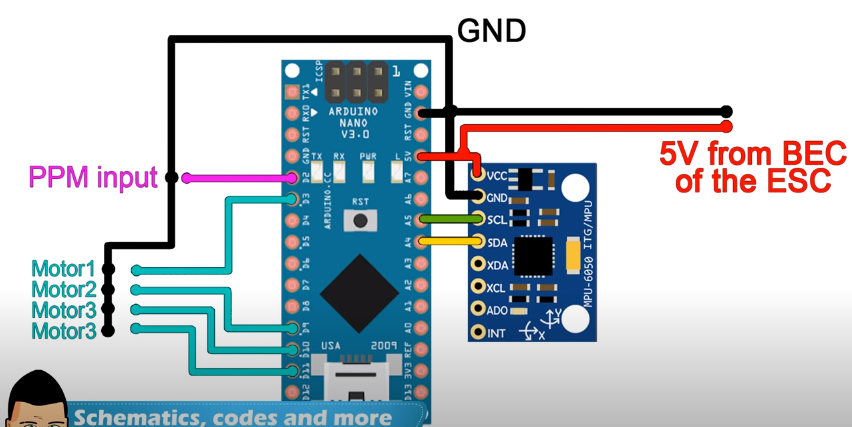 GND
ICSP
1
TX1
VIN
RX0
GND
ARDUINO
NANO
V3.0
RST
RST
GND
5V
TX
RX
PWR
L
5V from BEC
of the ESC
PPM input
D2
A7
VCC
D3
A6
GND
ARDUINO.CC
RST
D4
A5
SCL
D5
A4
SDA
Motor1
D6
A3
XDA
Motor2
D7
A2
XCL
Motor3
D8
A1
ADO
Motor3
D9
A0
INT
MPU-6050 ITG/MPU
Y
X
D10
USA
2009
REF
D11
3V3
D12
D13
Schematics, codes and more